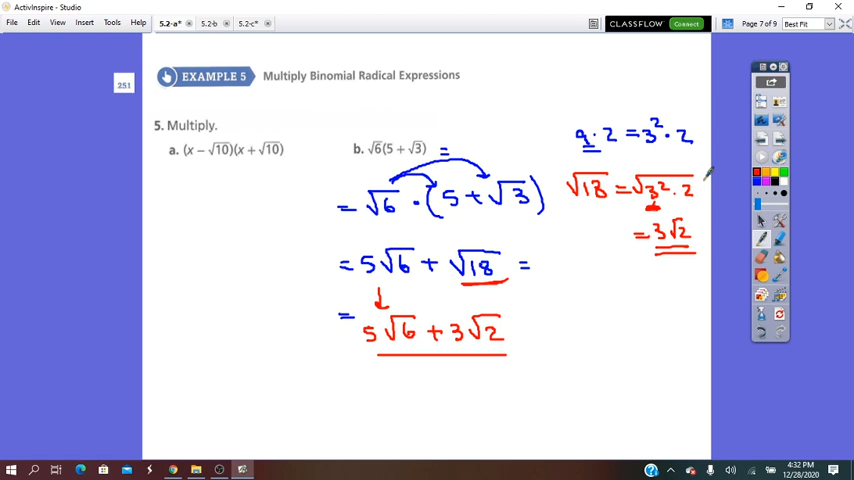 ActivInspire - Studio
File Edit View Insert Tools Help
5.2-a* 5.2-b 5.2-c*
CLASSFLOW Connect
Page 7 of 9 Best Fit
251
EXAMPLE 5 Multiply Binomial Radical Expressions
5. Multiply.
a. (x − √10)(x + √10)
b. √6(5 + √3) =
= √6 · (5 + √3)
= 5√6 + √18 =
= 5√6 + 3√2
9 · 2 = 3² · 2
√18 = √3² · 2
= 3√2
4:32 PM
12/28/2020